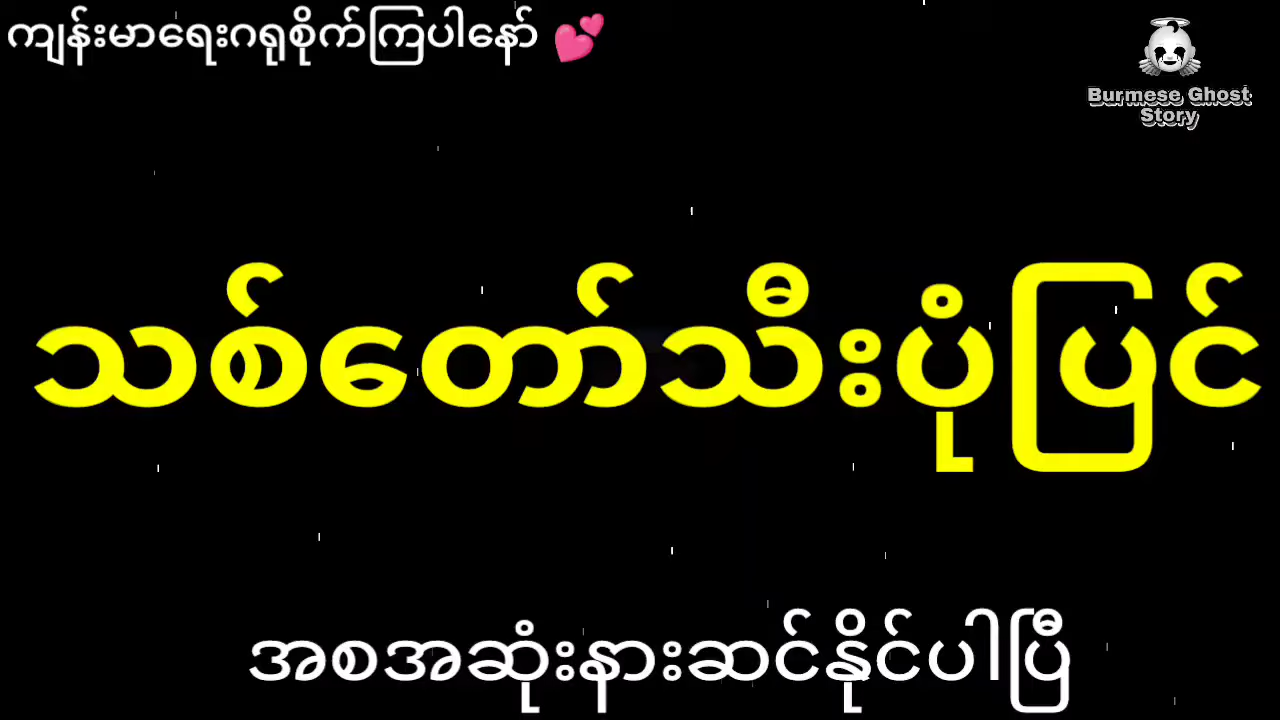 ကျန်းမာရေးဂရုစိုက်ကြပါနော် 💕
Burmese Ghost
Story
သစ်တော်သီးပုံပြင်
အစအဆုံးနားဆင်နိုင်ပါပြီ